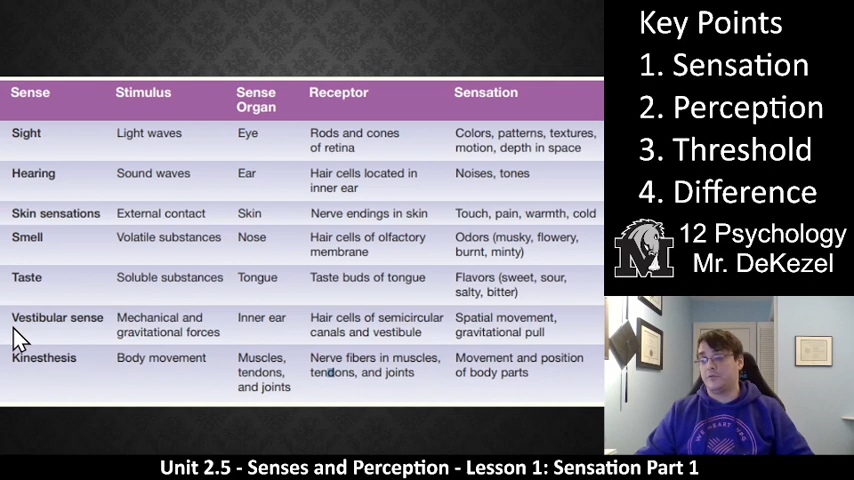 Key Points
1. Sensation
2. Perception
3. Threshold
4. Difference
M
12 Psychology
Mr. DeKezel
Sense Stimulus Sense Organ Receptor Sensation
Sight Light waves Eye Rods and cones of retina Colors, patterns, textures, motion, depth in space
Hearing Sound waves Ear Hair cells located in inner ear Noises, tones
Skin sensations External contact Skin Nerve endings in skin Touch, pain, warmth, cold
Smell Volatile substances Nose Hair cells of olfactory membrane Odors (musky, flowery, burnt, minty)
Taste Soluble substances Tongue Taste buds of tongue Flavors (sweet, sour, salty, bitter)
Vestibular sense Mechanical and gravitational forces Inner ear Hair cells of semicircular canals and vestibule Spatial movement, gravitational pull
Kinesthesis Body movement Muscles, tendons, and joints Nerve fibers in muscles, tendons, and joints Movement and position of body parts
WE HEART
Unit 2.5 - Senses and Perception - Lesson 1: Sensation Part 1